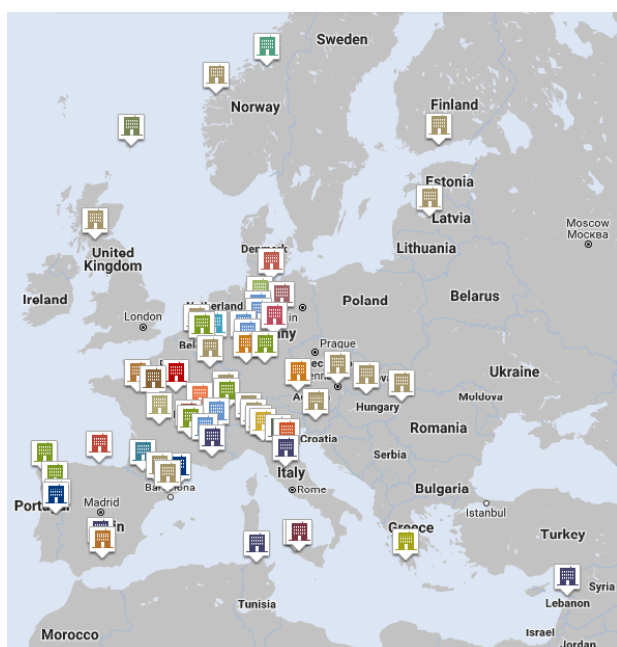 Sweden
Norway
Finland
Estonia
Latvia
Moscow
Москва
Lithuania
United
Kingdom
Ireland
London
Poland
Belarus
Prague
Ukraine
Moldova
Hungary
Romania
Croatia
Serbia
Italy
Rome
Bulgaria
Istanbul
Madrid
Barcelona
Greece
Turkey
Syria
Lebanon
Tunisia
Israel
Jordan
Morocco